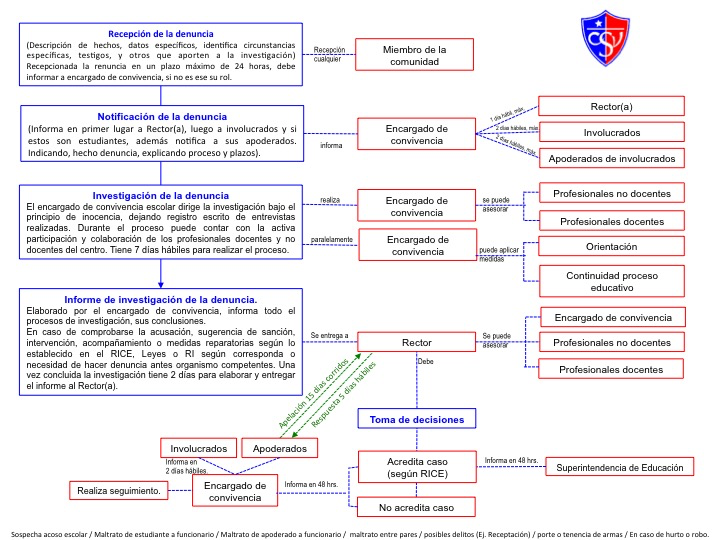 Recepción de la denuncia
(Descripción de hechos, datos específicos, identifica circunstancias
específicas, testigos, y otros que aporten a la investigación)
Recepcionada la renuncia en un plazo máximo de 24 horas, debe
informar a encargado de convivencia, si no es ese su rol.
Recepción
cualquier
Miembro de la
comunidad
CSV
Notificación de la denuncia
(Informa en primer lugar a Rector(a), luego a involucrados y si
estos son estudiantes, además notifica a sus apoderados.
Indicando, hecho denuncia, explicando proceso y plazos).
informa
Encargado de
convivencia
1 día hábil, máx.
2 días hábiles, máx.
2 días hábiles, máx.
Rector(a)
Involucrados
Apoderados de involucrados
Investigación de la denuncia
El encargado de convivencia escolar dirige la investigación bajo el
principio de inocencia, dejando registro escrito de entrevistas
realizadas. Durante el proceso puede contar con la activa
participación y colaboración de los profesionales docentes y no
docentes del centro. Tiene 7 días hábiles para realizar el proceso.
realiza
Encargado de
convivencia
se puede
asesorar
Profesionales no docentes
Profesionales docentes
paralelamente
Encargado de
convivencia
puede aplicar
medidas
Orientación
Continuidad proceso
educativo
Informe de investigación de la denuncia.
Elaborado por el encargado de convivencia, informa todo el
procesos de investigación, sus conclusiones.
En caso de comprobarse la acusación, sugerencia de sanción,
intervención, acompañamiento o medidas reparatorias según lo
establecido en el RICE, Leyes o RI según corresponda o
necesidad de hacer denuncia antes organismo competentes. Una
vez concluida la investigación tiene 2 días para elaborar y entregar
el informe al Rector(a).
Se entrega a
Rector
Se puede
asesorar
Encargado de convivencia
Profesionales no docentes
Profesionales docentes
Debe
Apelación 15 días corridos
Respuesta 5 días hábiles
Toma de decisiones
Involucrados
Apoderados
Informa en
2 días hábiles.
Realiza seguimiento.
Encargado de
convivencia
Informa en 48 hrs.
Acredita caso
(según RICE)
Informa en 48 hrs.
Superintendencia de Educación
No acredita caso
Sospecha acoso escolar / Maltrato de estudiante a funcionario / Maltrato de apoderado a funcionario / maltrato entre pares / posibles delitos (Ej. Receptación) / porte o tenencia de armas / En caso de hurto o robo.